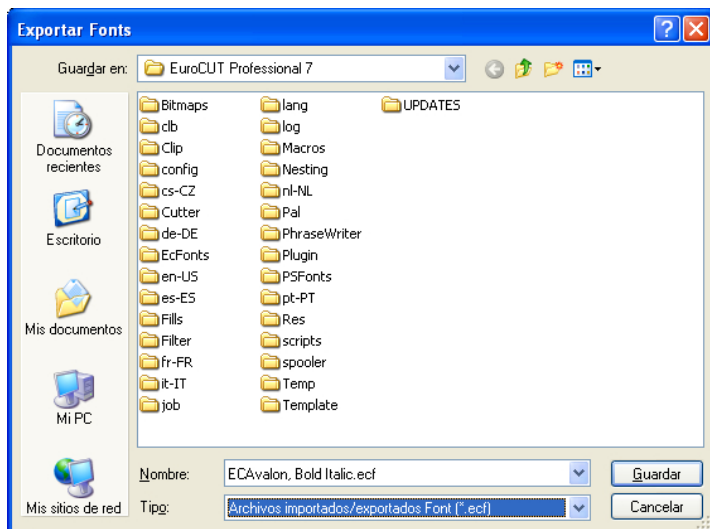 Exportar Fonts
Guardar en: EuroCUT Professional 7
Documentos
recientes
Escritorio
Mis documentos
Mi PC
Mis sitios de red
Bitmaps
clb
Clip
config
cs-CZ
Cutter
de-DE
EcFonts
en-US
es-ES
Fills
Filter
fr-FR
it-IT
job
lang
log
Macros
Nesting
nl-NL
Pal
PhraseWriter
Plugin
PSFonts
pt-PT
Res
scripts
spooler
Temp
Template
UPDATES
Nombre: ECAvalon, Bold Italic.ecf Guardar
Tipo: Archivos importados/exportados Font (*.ecf) Cancelar